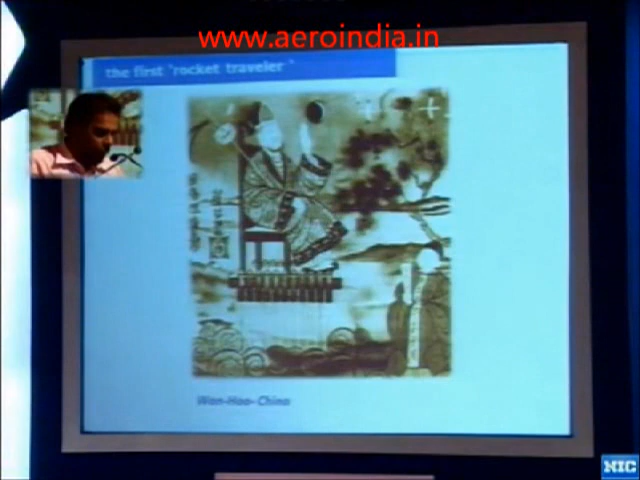 www.aeroindia.in
the first "rocket traveler "
Wan-Hoo- China
NIC